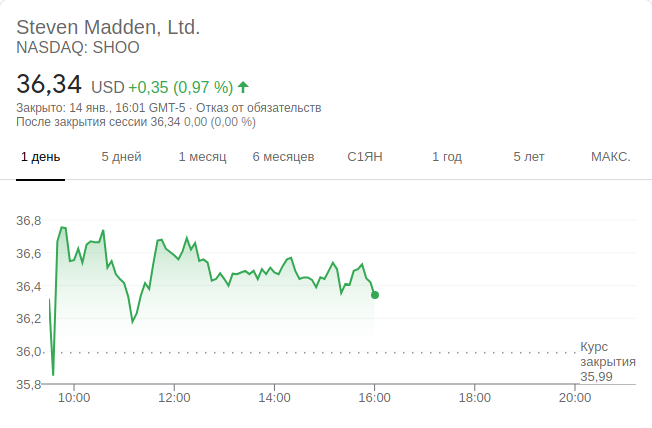 Steven Madden, Ltd.
NASDAQ: SHOO
36,34 USD +0,35 (0,97 %)
Закрыто: 14 янв., 16:01 GMT-5 · Отказ от обязательств
После закрытия сессии 36,34 0,00 (0,00 %)
1 день 5 дней 1 месяц 6 месяцев С1ЯН 1 год 5 лет МАКС.
36,8
36,6
36,4
36,2
36,0
35,8
Курс
закрытия
35,99
10:00 12:00 14:00 16:00 18:00 20:00